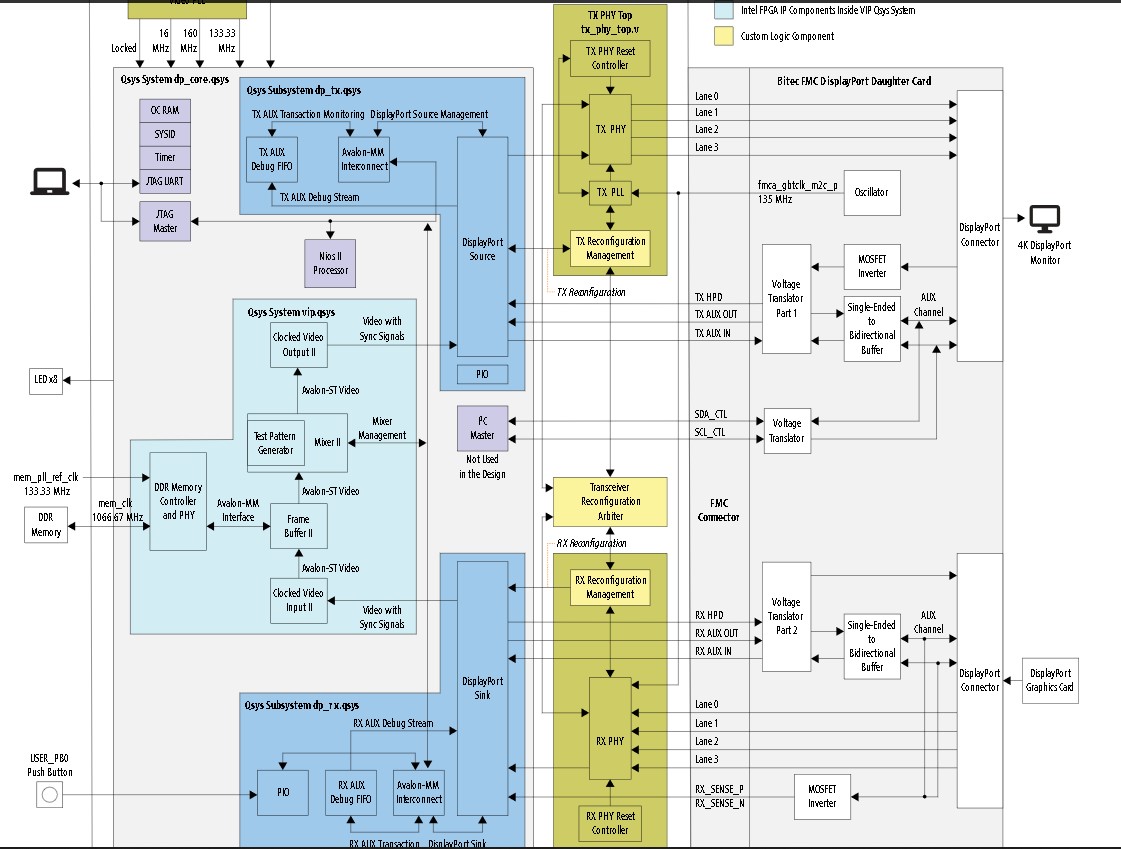 Locked
16
MHz
160
MHz
133.33
MHz
TX PHY Top
tx_phy_top.v
TX PHY Reset
Controller
TX PHY
TX PLL
TX Reconfiguration
Management
TX Reconfiguration
Intel FPGA IP Components Inside VIP Qsys System
Custom Logic Component
Qsys System dp_core.qsys
OC RAM
SYSID
Timer
JTAG UART
JTAG
Master
Qsys Subsystem dp_tx.qsys
TX AUX Transaction Monitoring
DisplayPort Source Management
TX AUX
Debug FIFO
Avalon-MM
Interconnect
TX AUX Debug Stream
DisplayPort
Source
PIO
Nios II
Processor
Bitec FMC DisplayPort Daughter Card
Lane 0
Lane 1
Lane 2
Lane 3
fmca_gbtclk_m2c_p
135 MHz
Oscillator
DisplayPort
Connector
4K DisplayPort
Monitor
MOSFET
Inverter
Voltage
Translator
Part 1
Single-Ended
to
Bidirectional
Buffer
AUX
Channel
TX HPD
TX AUX OUT
TX AUX IN
Qsys System vip.qsys
Clocked Video
Output II
Video with
Sync Signals
Avalon-ST Video
Test Pattern
Generator
Mixer II
Mixer
Management
Avalon-ST Video
Frame
Buffer II
Avalon-ST Video
Clocked Video
Input II
Video with
Sync Signals
DDR Memory
Controller
and PHY
Avalon-MM
Interface
LED x8
mem_pll_ref_clk
133.33 MHz
mem_clk
1066.67 MHz
DDR
Memory
I²C
Master
Not Used
in the Design
SDA_CTL
SCL_CTL
Voltage
Translator
Transceiver
Reconfiguration
Arbiter
FMC
Connector
RX Reconfiguration
RX Reconfiguration
Management
RX PHY
RX PHY Reset
Controller
RX HPD
RX AUX OUT
RX AUX IN
Voltage
Translator
Part 2
Single-Ended
to
Bidirectional
Buffer
AUX
Channel
DisplayPort
Connector
DisplayPort
Graphics Card
Lane 0
Lane 1
Lane 2
Lane 3
RX_SENSE_P
RX_SENSE_N
MOSFET
Inverter
DisplayPort
Sink
Qsys Subsystem dp_rx.qsys
RX AUX Debug Stream
PIO
RX AUX
Debug FIFO
Avalon-MM
Interconnect
RX AUX Transaction
DisplayPort Sink
USER_PB0
Push Button